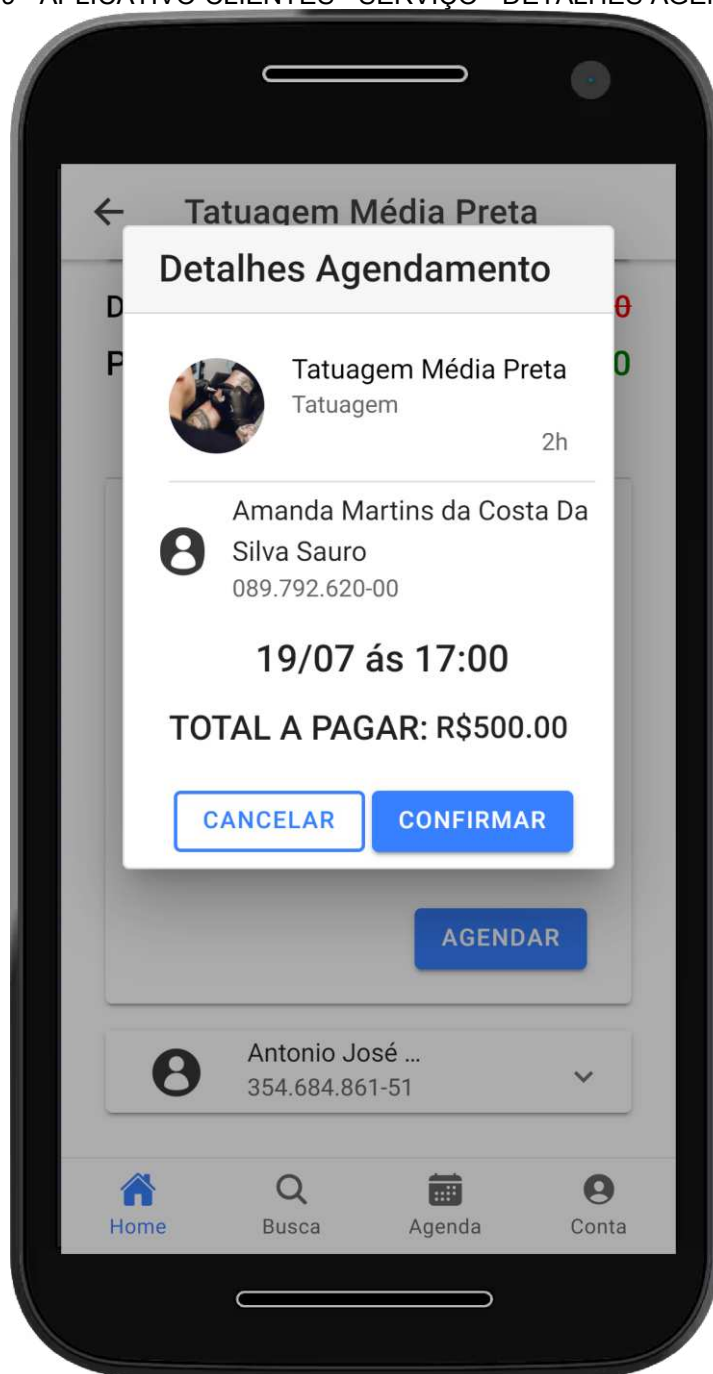 APLICATIVO CLIENTES - SERVIÇO - DETALHES
Tatuagem Média Preta
Detalhes Agendamento
D
0
P
0
Tatuagem Média Preta
Tatuagem
2h
Amanda Martins da Costa Da
Silva Sauro
089.792.620-00
19/07 ás 17:00
TOTAL A PAGAR: R$500.00
CANCELAR
CONFIRMAR
AGENDAR
Antonio José ...
354.684.861-51
Home
Busca
Agenda
Conta